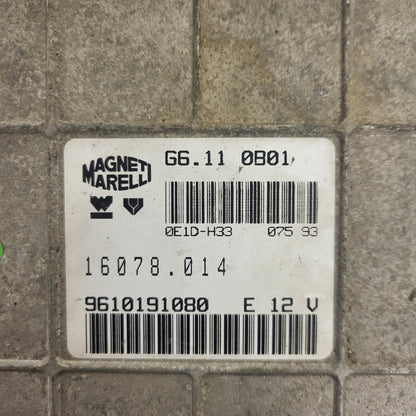 MAGNETI
MARELLI
G6.11 0B01
0E1D-H33 075 93
16078.014
9610191080 E 12 V